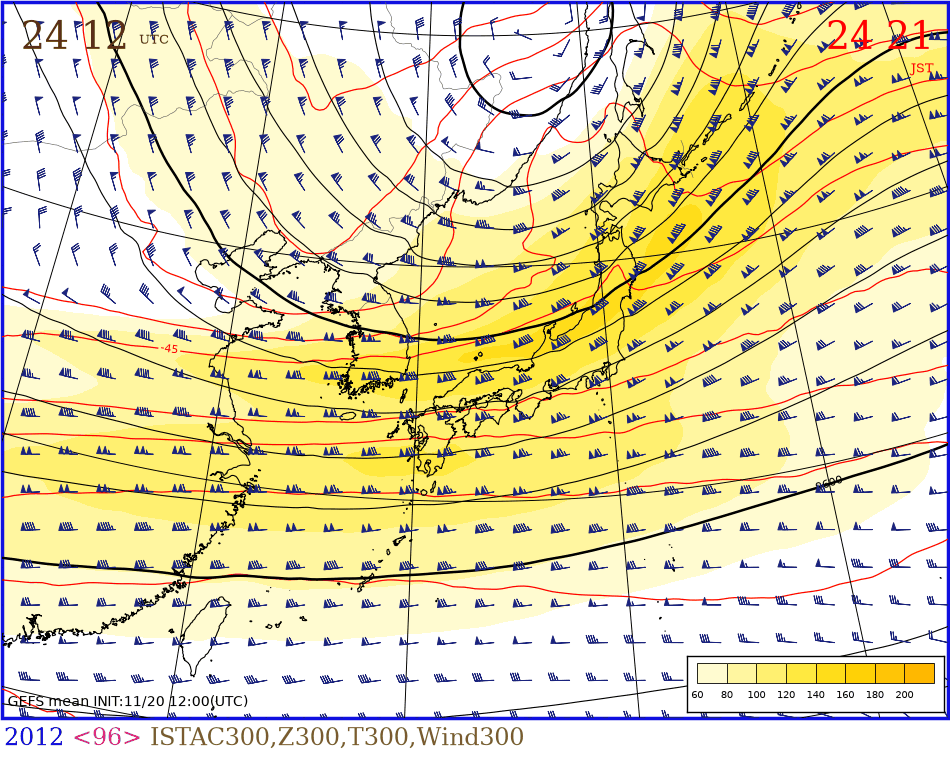 24 12 UTC
24 21
JST
-45
9600
60 80 100 120 140 160 180 200
GEFS mean INIT:11/20 12:00(UTC)
2012 <96> ISTAC300,Z300,T300,Wind300